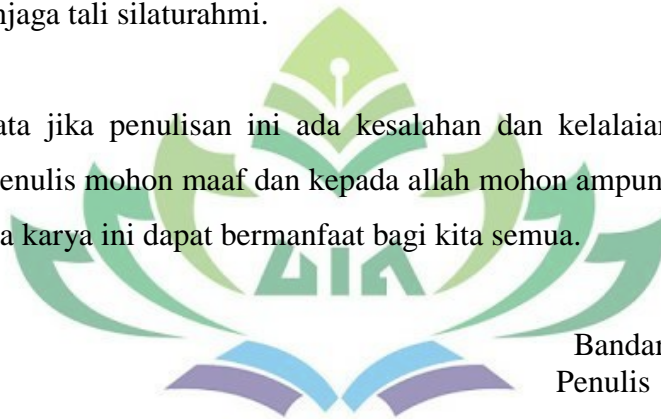 njaga tali silaturahmi.
ata jika penulisan ini ada kesalahan dan kelalaian
penulis mohon maaf dan kepada allah mohon ampun
a karya ini dapat bermanfaat bagi kita semua.
Bandar
Penulis